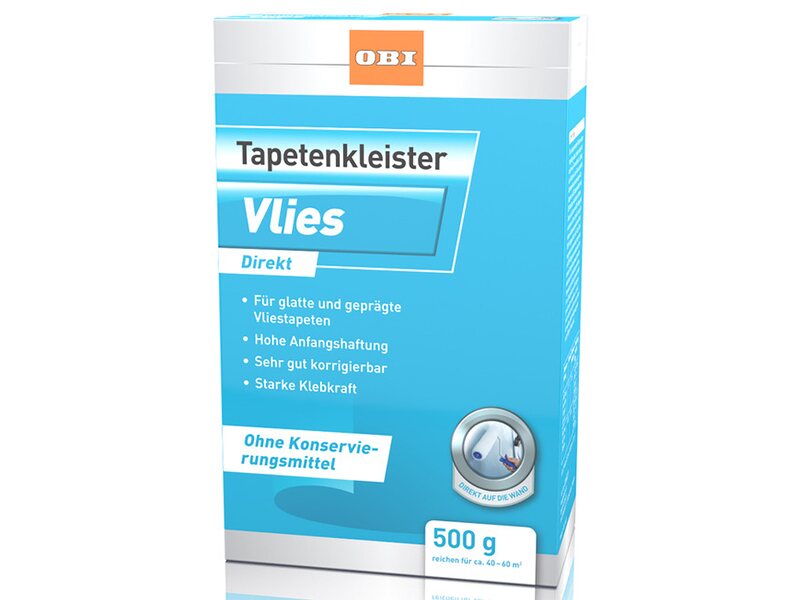 OBI
Tapetenkleister
Vlies
Direkt
• Für glatte und geprägte
Vliestapeten
• Hohe Anfangshaftung
• Sehr gut korrigierbar
• Starke Klebkraft
Ohne Konservie-
rungsmittel
DIREKT AUF DIE WAND
500 g
reichen für ca. 40 – 60 m²